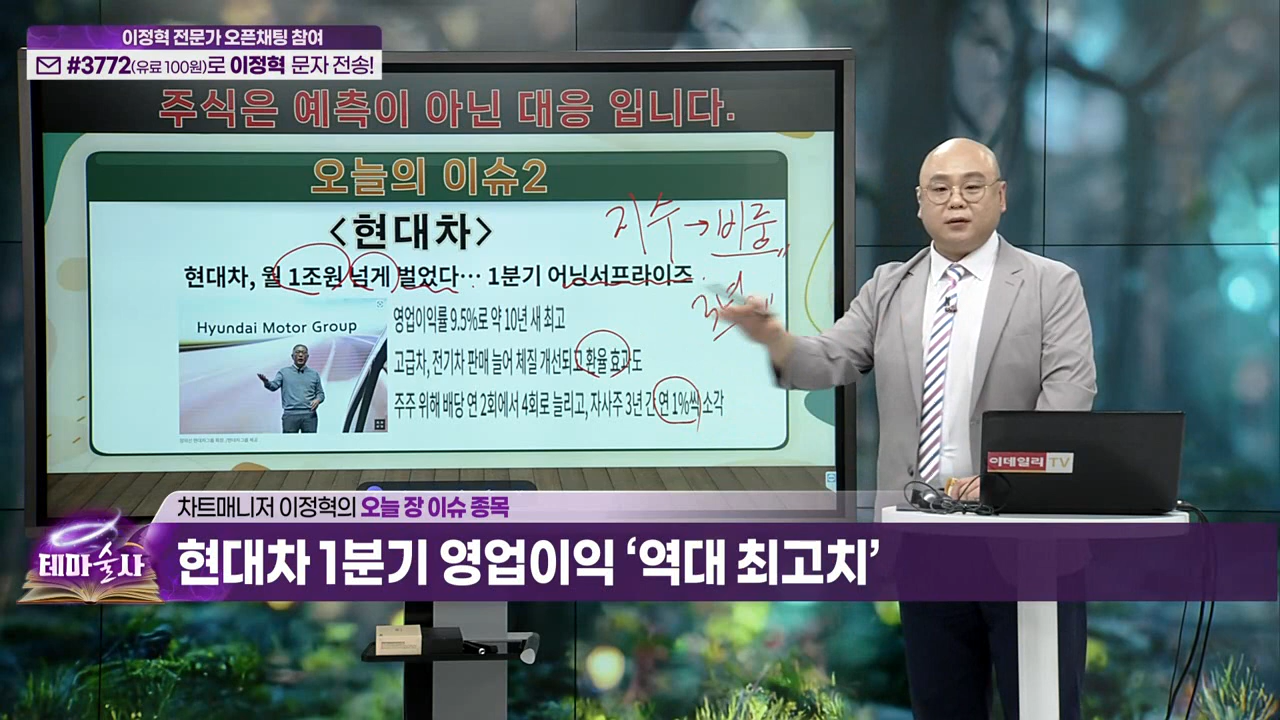 이정혁 전문가 오픈채팅 참여
#3772(유료 100원)로 이정혁 문자 전송!
주식은 예측이 아닌 대응 입니다.
오늘의 이슈2
<현대차>
지수→비중
현대차, 월 1조원 넘게 벌었다… 1분기 어닝서프라이즈
Hyundai Motor Group
영업이익률 9.5%로 약 10년 새 최고
고급차, 전기차 판매 늘어 체질 개선되고 환율 효과도
주주 위해 배당 연 2회에서 4회로 늘리고, 자사주 3년 간 연 1%씩 소각
이데일리TV
차트매니저 이정혁의 오늘 장 이슈 종목
테마술사
현대차 1분기 영업이익 ‘역대 최고치’